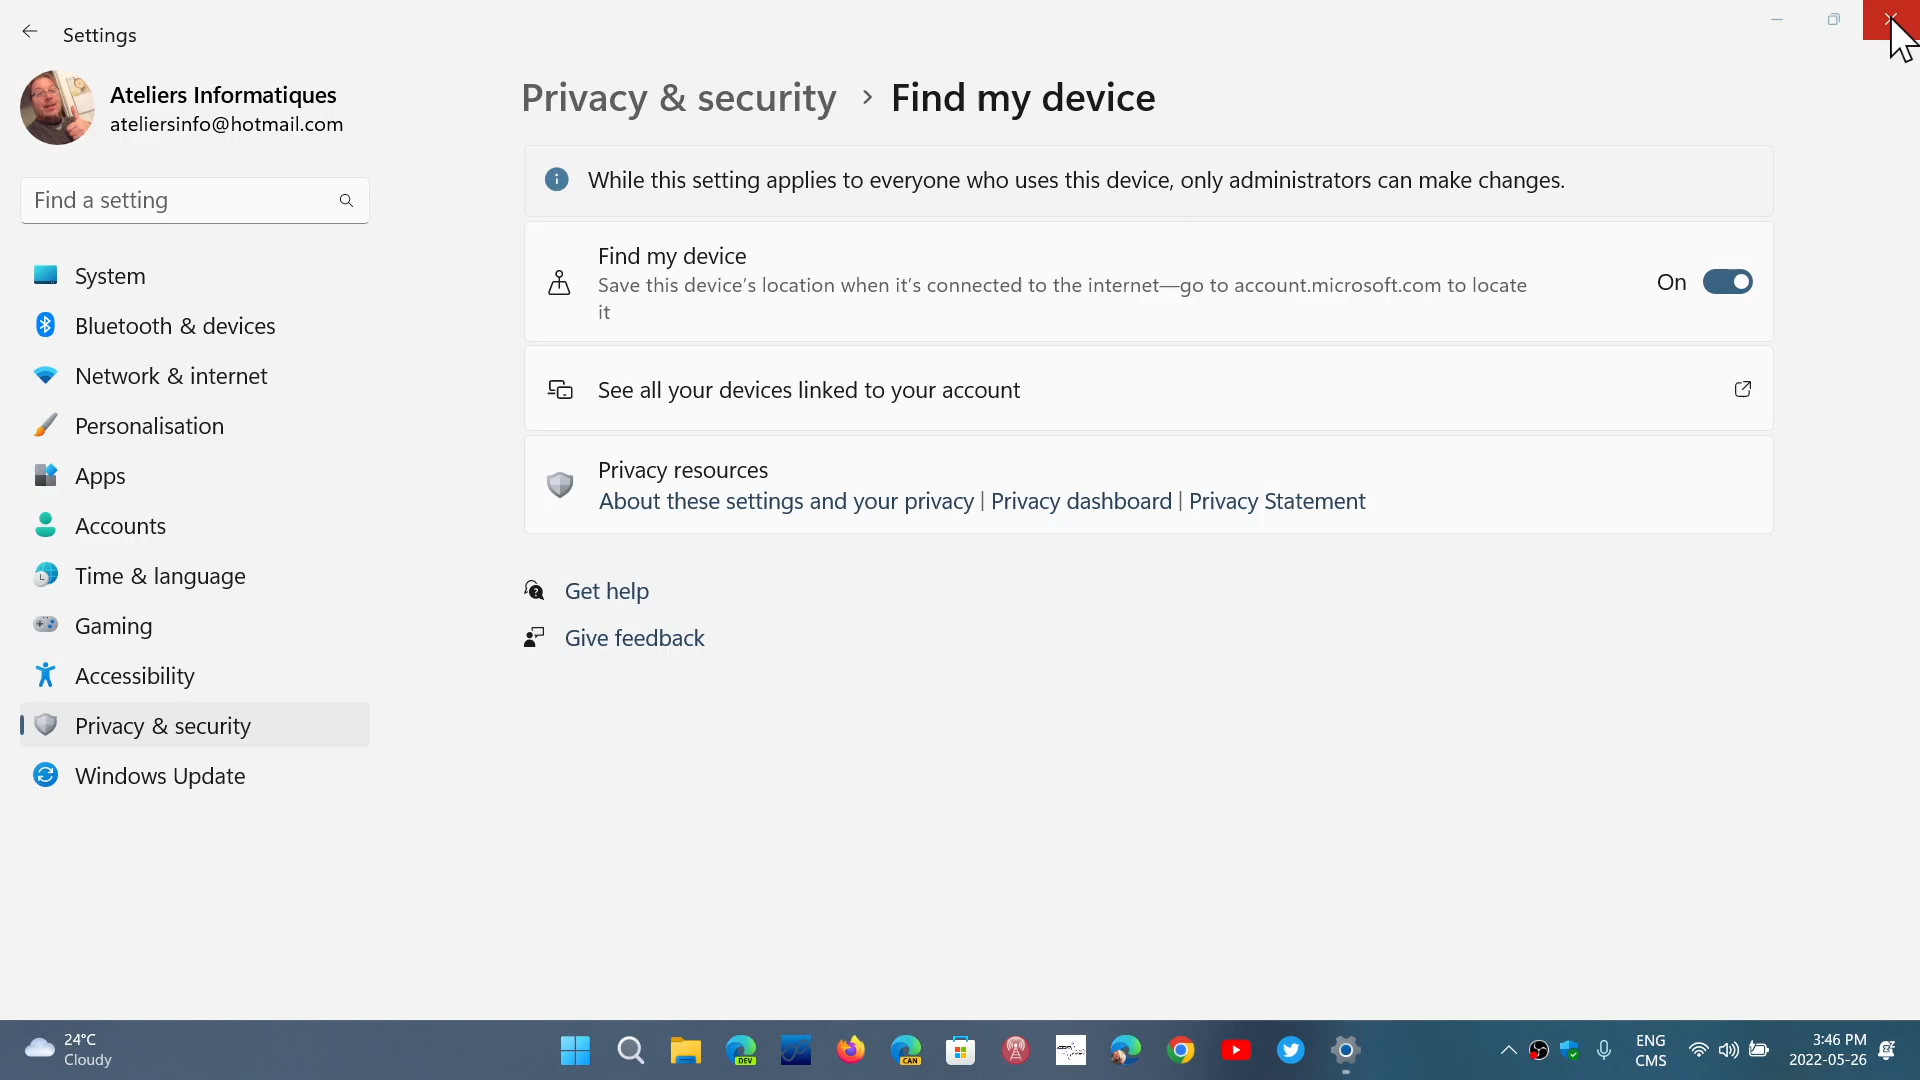 Settings
Ateliers Informatiques
ateliersinfo@hotmail.com
Find a setting
System
Bluetooth & devices
Network & internet
Personalisation
Apps
Accounts
Time & language
Gaming
Accessibility
Privacy & security
Windows Update
Privacy & security › Find my device
While this setting applies to everyone who uses this device, only administrators can make changes.
Find my device
Save this device's location when it's connected to the internet—go to account.microsoft.com to locate
it
On
See all your devices linked to your account
Privacy resources
About these settings and your privacy | Privacy dashboard | Privacy Statement
Get help
Give feedback
24°C
Cloudy
DEV
CAN
ENG
CMS
3:46 PM
2022-05-26